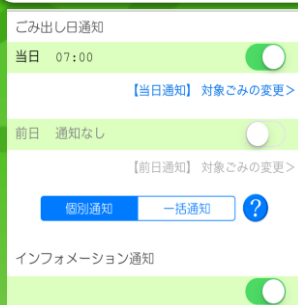 ごみ出し日通知
当日 07:00
【当日通知】 対象ごみの変更>
前日 通知なし
【前日通知】 対象ごみの変更>
個別通知 一括通知 ?
インフォメーション通知